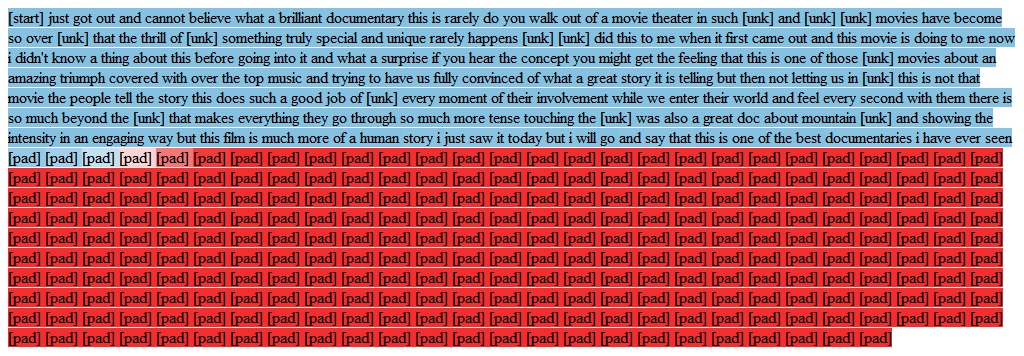 [start] just got out and cannot believe what a brilliant documentary this is rarely do you walk out of a movie theater in such [unk] and [unk] [unk] movies have become
so over [unk] that the thrill of [unk] something truly special and unique rarely happens [unk] [unk] did this to me when it first came out and this movie is doing to me now
i didn't know a thing about this before going into it and what a surprise if you hear the concept you might get the feeling that this is one of those [unk] movies about an
amazing triumph covered with over the top music and trying to have us fully convinced of what a great story it is telling but then not letting us in [unk] this is not that
movie the people tell the story this does such a good job of [unk] every moment of their involvement while we enter their world and feel every second with them there is
so much beyond the [unk] that makes everything they go through so much more tense touching the [unk] was also a great doc about mountain [unk] and showing the
intensity in an engaging way but this film is much more of a human story i just saw it today but i will go and say that this is one of the best documentaries i have ever seen
[pad] [pad] [pad] [pad] [pad] [pad] [pad] [pad] [pad] [pad] [pad] [pad] [pad] [pad] [pad] [pad] [pad] [pad] [pad] [pad] [pad] [pad] [pad] [pad] [pad] [pad] [pad]
[pad] [pad] [pad] [pad] [pad] [pad] [pad] [pad] [pad] [pad] [pad] [pad] [pad] [pad] [pad] [pad] [pad] [pad] [pad] [pad] [pad] [pad] [pad] [pad] [pad] [pad] [pad]
[pad] [pad] [pad] [pad] [pad] [pad] [pad] [pad] [pad] [pad] [pad] [pad] [pad] [pad] [pad] [pad] [pad] [pad] [pad] [pad] [pad] [pad] [pad] [pad] [pad] [pad] [pad]
[pad] [pad] [pad] [pad] [pad] [pad] [pad] [pad] [pad] [pad] [pad] [pad] [pad] [pad] [pad] [pad] [pad] [pad] [pad] [pad] [pad] [pad] [pad] [pad] [pad] [pad] [pad]
[pad] [pad] [pad] [pad] [pad] [pad] [pad] [pad] [pad] [pad] [pad] [pad] [pad] [pad] [pad] [pad] [pad] [pad] [pad] [pad] [pad] [pad] [pad] [pad] [pad] [pad] [pad]
[pad] [pad] [pad] [pad] [pad] [pad] [pad] [pad] [pad] [pad] [pad] [pad] [pad] [pad] [pad] [pad] [pad] [pad] [pad] [pad] [pad] [pad] [pad] [pad] [pad] [pad] [pad]
[pad] [pad] [pad] [pad] [pad] [pad] [pad] [pad] [pad] [pad] [pad] [pad] [pad] [pad] [pad] [pad] [pad] [pad] [pad] [pad] [pad] [pad] [pad] [pad] [pad] [pad] [pad]
[pad] [pad] [pad] [pad] [pad] [pad] [pad] [pad] [pad] [pad] [pad] [pad] [pad] [pad] [pad] [pad] [pad] [pad] [pad] [pad] [pad] [pad] [pad] [pad] [pad] [pad] [pad]
[pad] [pad] [pad] [pad] [pad] [pad] [pad] [pad] [pad] [pad] [pad] [pad] [pad] [pad] [pad] [pad] [pad] [pad] [pad] [pad] [pad] [pad] [pad] [pad] [pad] [pad] [pad]
[pad] [pad] [pad] [pad] [pad] [pad] [pad] [pad] [pad] [pad] [pad] [pad] [pad] [pad] [pad] [pad] [pad] [pad] [pad] [pad] [pad] [pad] [pad] [pad]